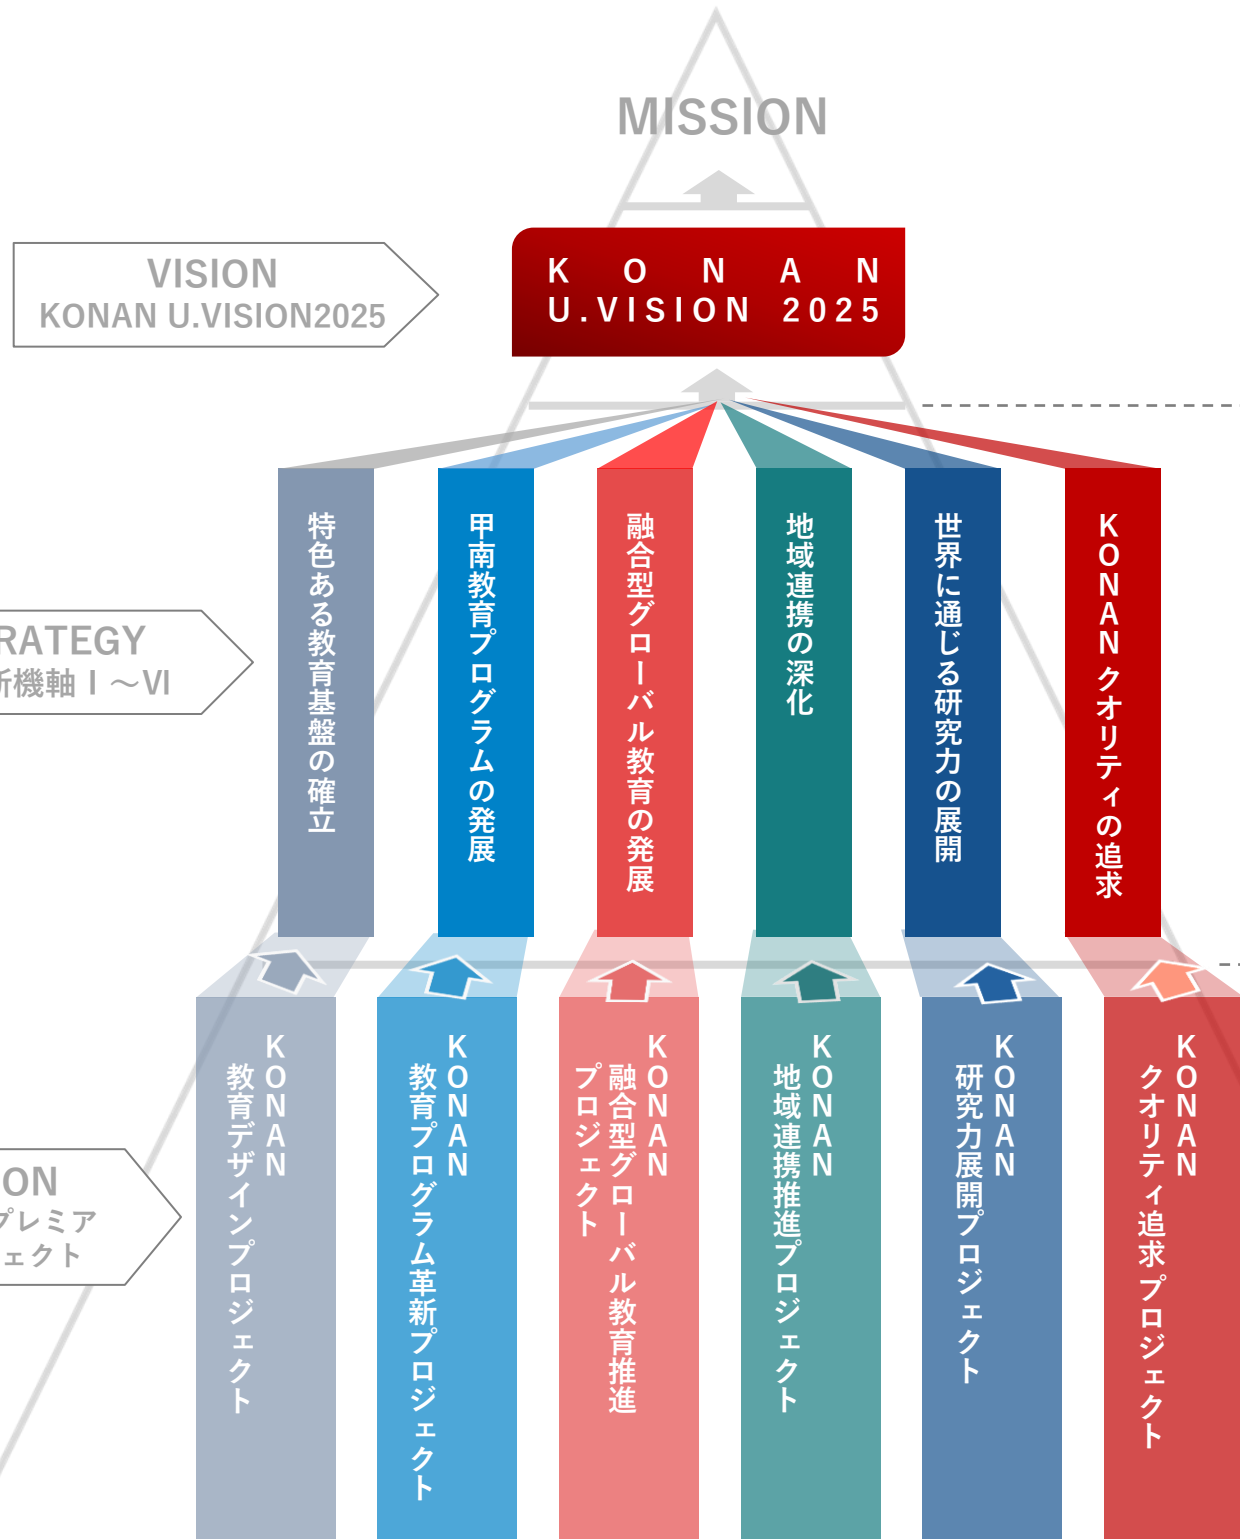 MISSION
VISION
KONAN U.VISION2025
KONAN
U.VISION 2025
RATEGY
新機軸Ⅰ～Ⅵ
特色ある教育基盤の確立
甲南教育プログラムの発展
融合型グローバル教育の発展
地域連携の深化
世界に通じる研究力の展開
KONANクオリティの追求
ON
プレミア
ェクト
KONAN
教育デザインプロジェクト
KONAN
教育プログラム革新プロジェクト
KONAN
融合型グローバル教育推進
プロジェクト
KONAN
地域連携推進プロジェクト
KONAN
研究力展開プロジェクト
KONAN
クオリティ追求プロジェクト